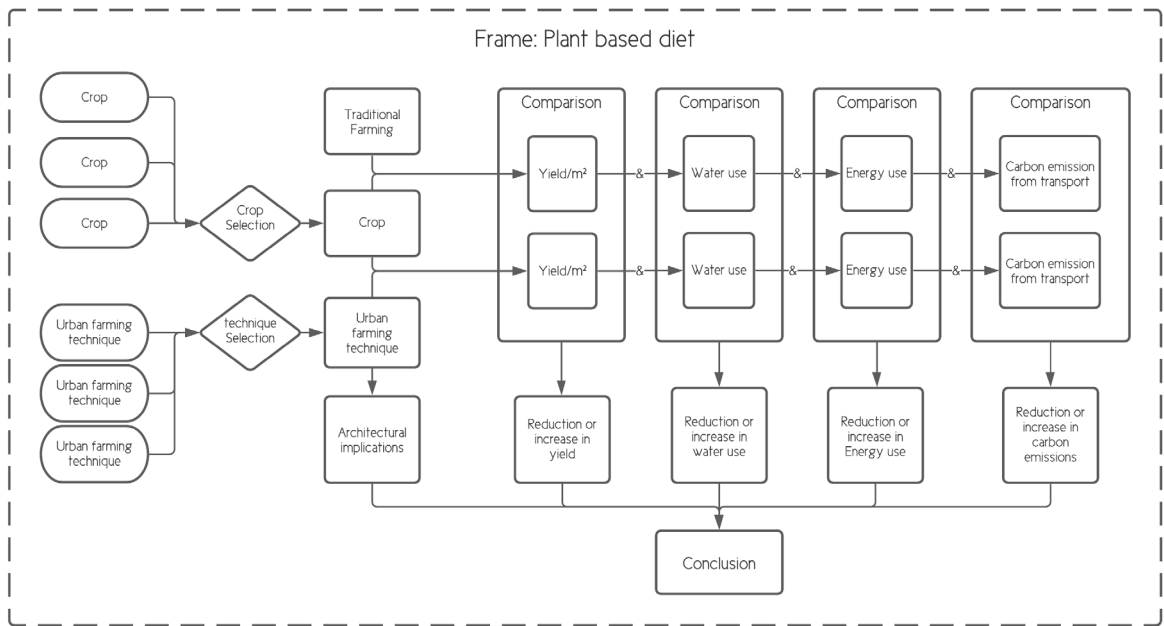 Frame: Plant based diet
Crop
Crop
Crop
Crop
Selection
Urban farming
technique
Urban farming
technique
Urban farming
technique
technique
Selection
Traditional
Farming
Crop
Urban
farming
technique
Architectural
implications
Comparison
Yield/m²
Yield/m²
&
&
Comparison
Water use
Water use
&
&
Comparison
Energy use
Energy use
&
&
Comparison
Carbon emission
from transport
Carbon emission
from transport
Reduction or
increase in
yield
Reduction or
increase in
water use
Reduction or
increase in
Energy use
Reduction or
increase in
carbon
emissions
Conclusion